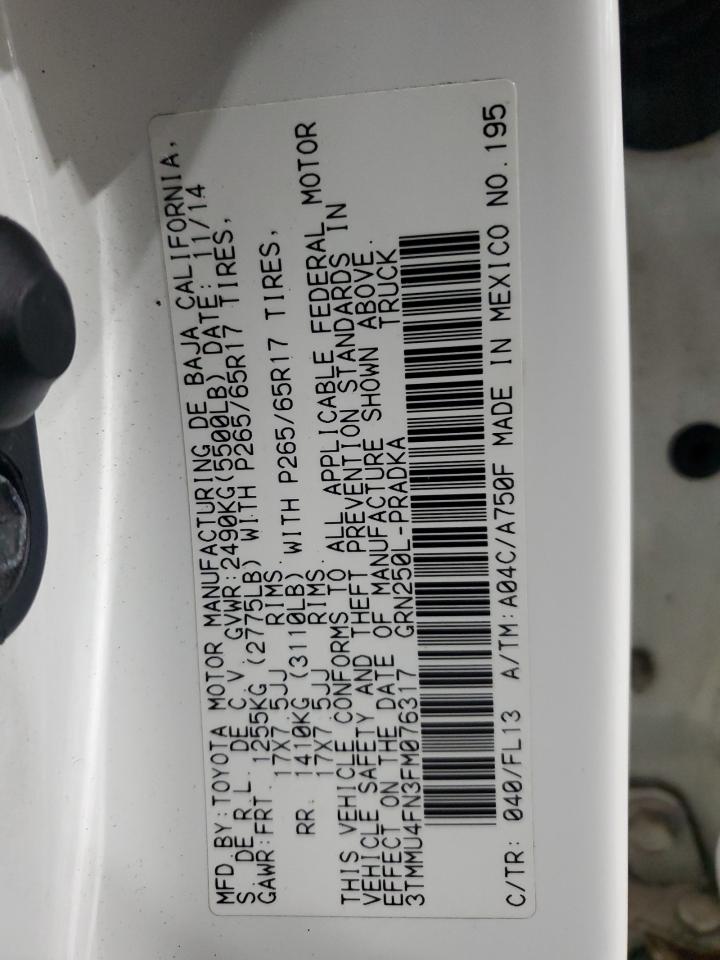 MFD BY: TOYOTA MOTOR MANUFACTURING DE BAJA CALIFORNIA,
S. DE R.L. DE C.V. GVWR: 2490KG(5500LB) DATE: 11/14
GAWR: FRT. 1255KG (2775LB) WITH P265/65R17 TIRES,
17X7.5JJ RIMS
RR. 1410KG (3110LB) WITH P265/65R17 TIRES,
17X7.5JJ RIMS.
THIS VEHICLE CONFORMS TO ALL APPLICABLE FEDERAL MOTOR
VEHICLE SAFETY AND THEFT PREVENTION STANDARDS IN
EFFECT ON THE DATE OF MANUFACTURE SHOWN ABOVE.
3TMMU4FN3FM076317 GRN250L-PRADKA TRUCK
C/TR: 040/FL13 A/TM: A04C/A750F MADE IN MEXICO NO.195